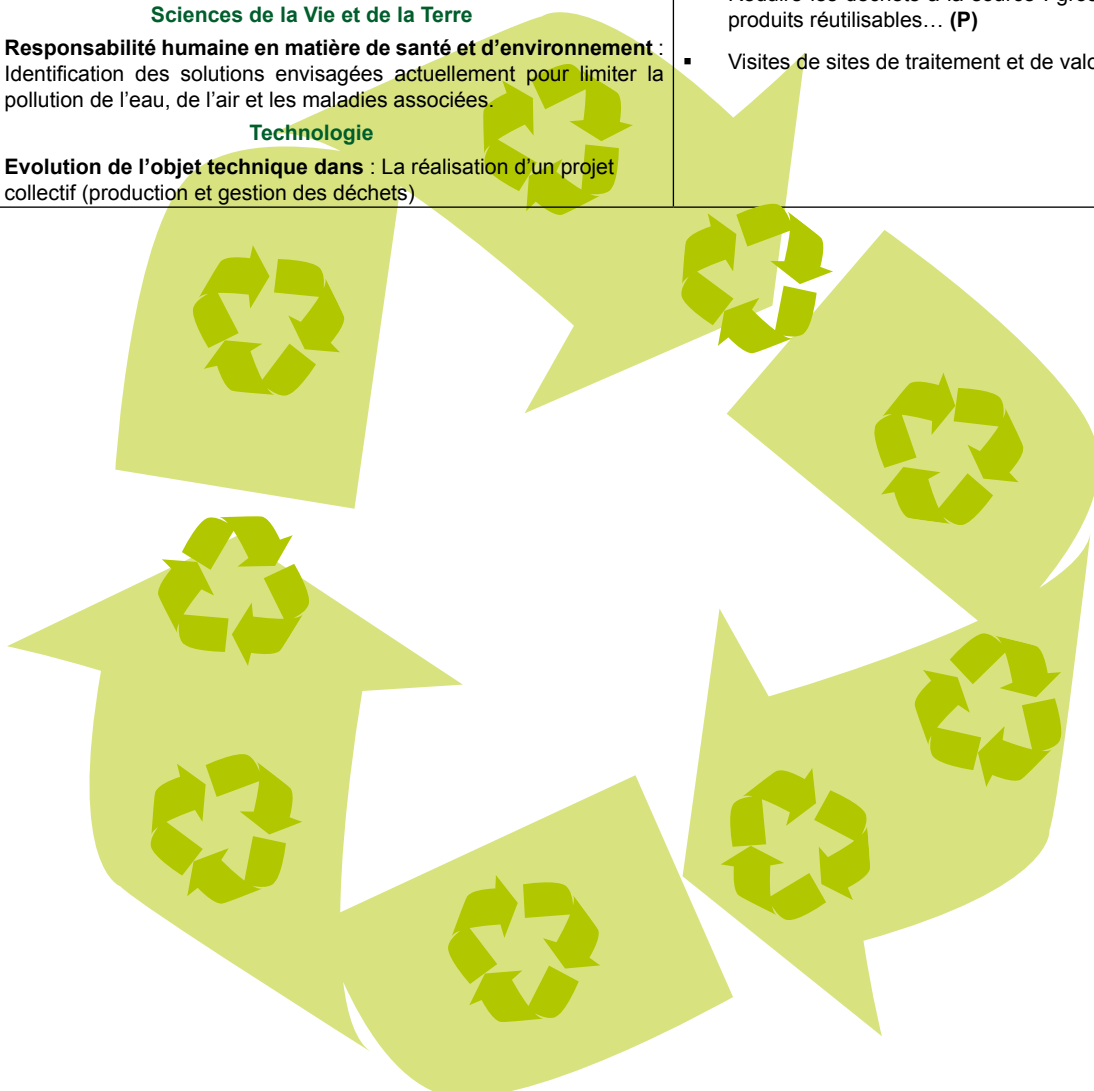 Sciences de la Vie et de la Terre
Responsabilité humaine en matière de santé et d'environnement :
Identification des solutions envisagées actuellement pour limiter la
pollution de l'eau, de l'air et les maladies associées.
Technologie
Evolution de l'objet technique dans : La réalisation d'un projet
collectif (production et gestion des déchets)
produits réutilisables… (P)
▪ Visites de sites de traitement et de